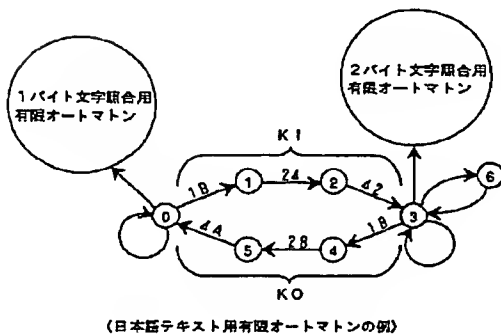 1バイト文字照合用
有限オートマトン
2バイト文字照合用
有限オートマトン
KI
1B
1
24
2
42
0
3
6
4A
5
28
4
1B
KO
(日本語テキスト用有限オートマトンの例)